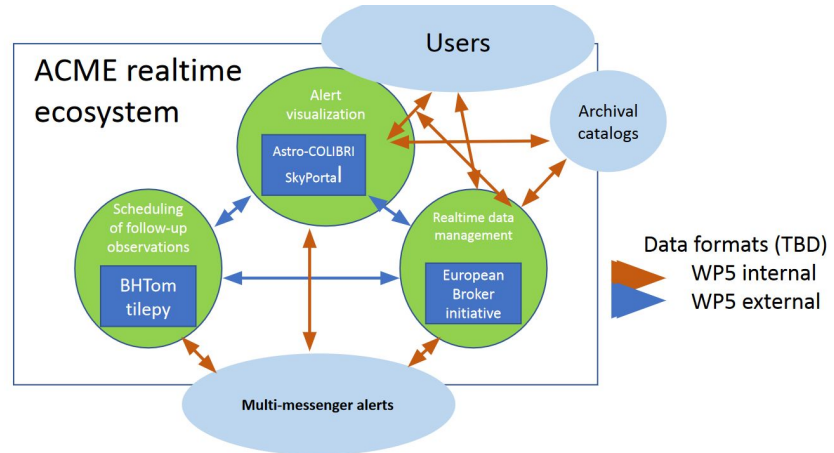 Users
ACME realtime
ecosystem
Alert
visualization
Astro-COLIBRI
SkyPortal
Archival
catalogs
Scheduling
of follow-up
observations
BHTom
tilepy
Realtime data
management
European
Broker
initiative
Data formats (TBD)
WP5 internal
WP5 external
Multi-messenger alerts